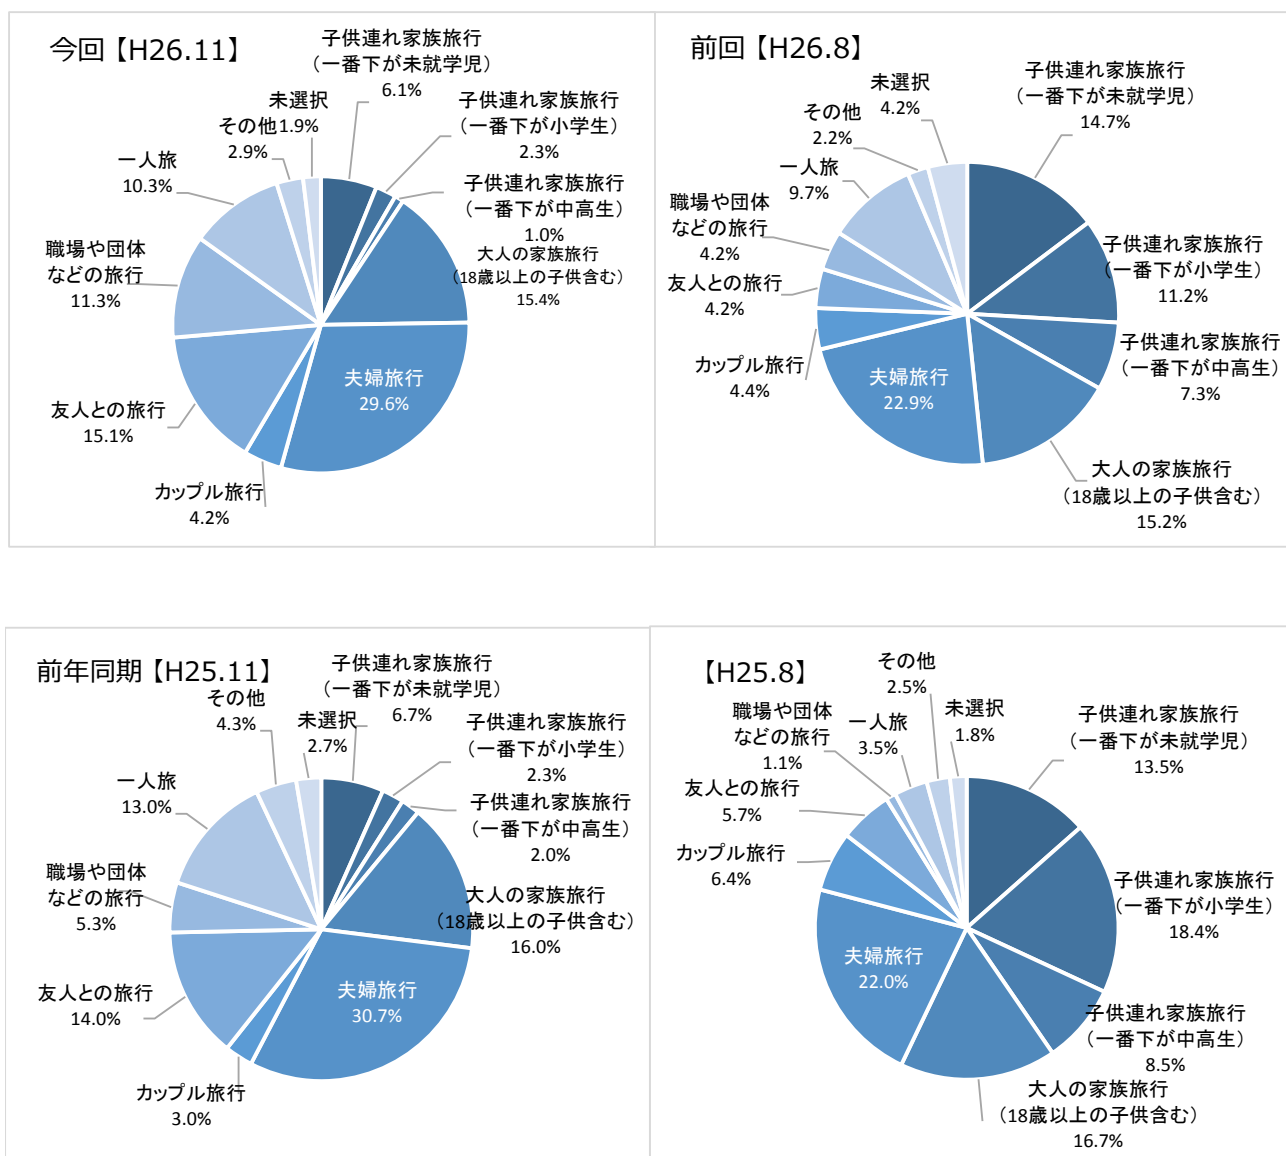 今回【H26.11】
子供連れ家族旅行
（一番下が未就学児）
6.1%
子供連れ家族旅行
（一番下が小学生）
2.3%
子供連れ家族旅行
（一番下が中高生）
1.0%
大人の家族旅行
（18歳以上の子供含む）
15.4%
夫婦旅行
29.6%
カップル旅行
4.2%
友人との旅行
15.1%
職場や団体
などの旅行
11.3%
一人旅
10.3%
その他
2.9%
未選択
1.9%
前回【H26.8】
子供連れ家族旅行
（一番下が未就学児）
14.7%
子供連れ家族旅行
（一番下が小学生）
11.2%
子供連れ家族旅行
（一番下が中高生）
7.3%
大人の家族旅行
（18歳以上の子供含む）
15.2%
夫婦旅行
22.9%
カップル旅行
4.4%
友人との旅行
4.2%
職場や団体
などの旅行
4.2%
一人旅
9.7%
その他
2.2%
未選択
4.2%
前年同期【H25.11】
子供連れ家族旅行
（一番下が未就学児）
6.7%
子供連れ家族旅行
（一番下が小学生）
2.3%
子供連れ家族旅行
（一番下が中高生）
2.0%
大人の家族旅行
（18歳以上の子供含む）
16.0%
夫婦旅行
30.7%
カップル旅行
3.0%
友人との旅行
14.0%
職場や団体
などの旅行
5.3%
一人旅
13.0%
その他
4.3%
未選択
2.7%
【H25.8】
子供連れ家族旅行
（一番下が未就学児）
13.5%
子供連れ家族旅行
（一番下が小学生）
18.4%
子供連れ家族旅行
（一番下が中高生）
8.5%
大人の家族旅行
（18歳以上の子供含む）
16.7%
夫婦旅行
22.0%
カップル旅行
6.4%
友人との旅行
5.7%
職場や団体
などの旅行
1.1%
一人旅
3.5%
その他
2.5%
未選択
1.8%